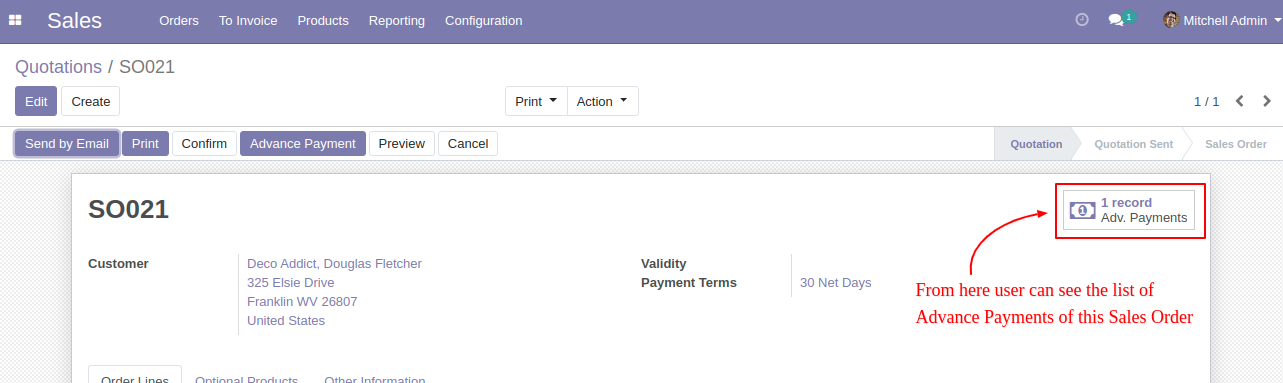 Sales Orders To Invoice Products Reporting Configuration 1 Mitchell Admin
Quotations / SO021
Edit Create Print Action 1 / 1
Send by Email Print Confirm Advance Payment Preview Cancel Quotation Quotation Sent Sales Order
SO021
1 record
Adv. Payments
Customer Deco Addict, Douglas Fletcher Validity
325 Elsie Drive Payment Terms 30 Net Days
Franklin WV 26807
United States
From here user can see the list of
Advance Payments of this Sales Order
Order Lines Optional Products Other Information